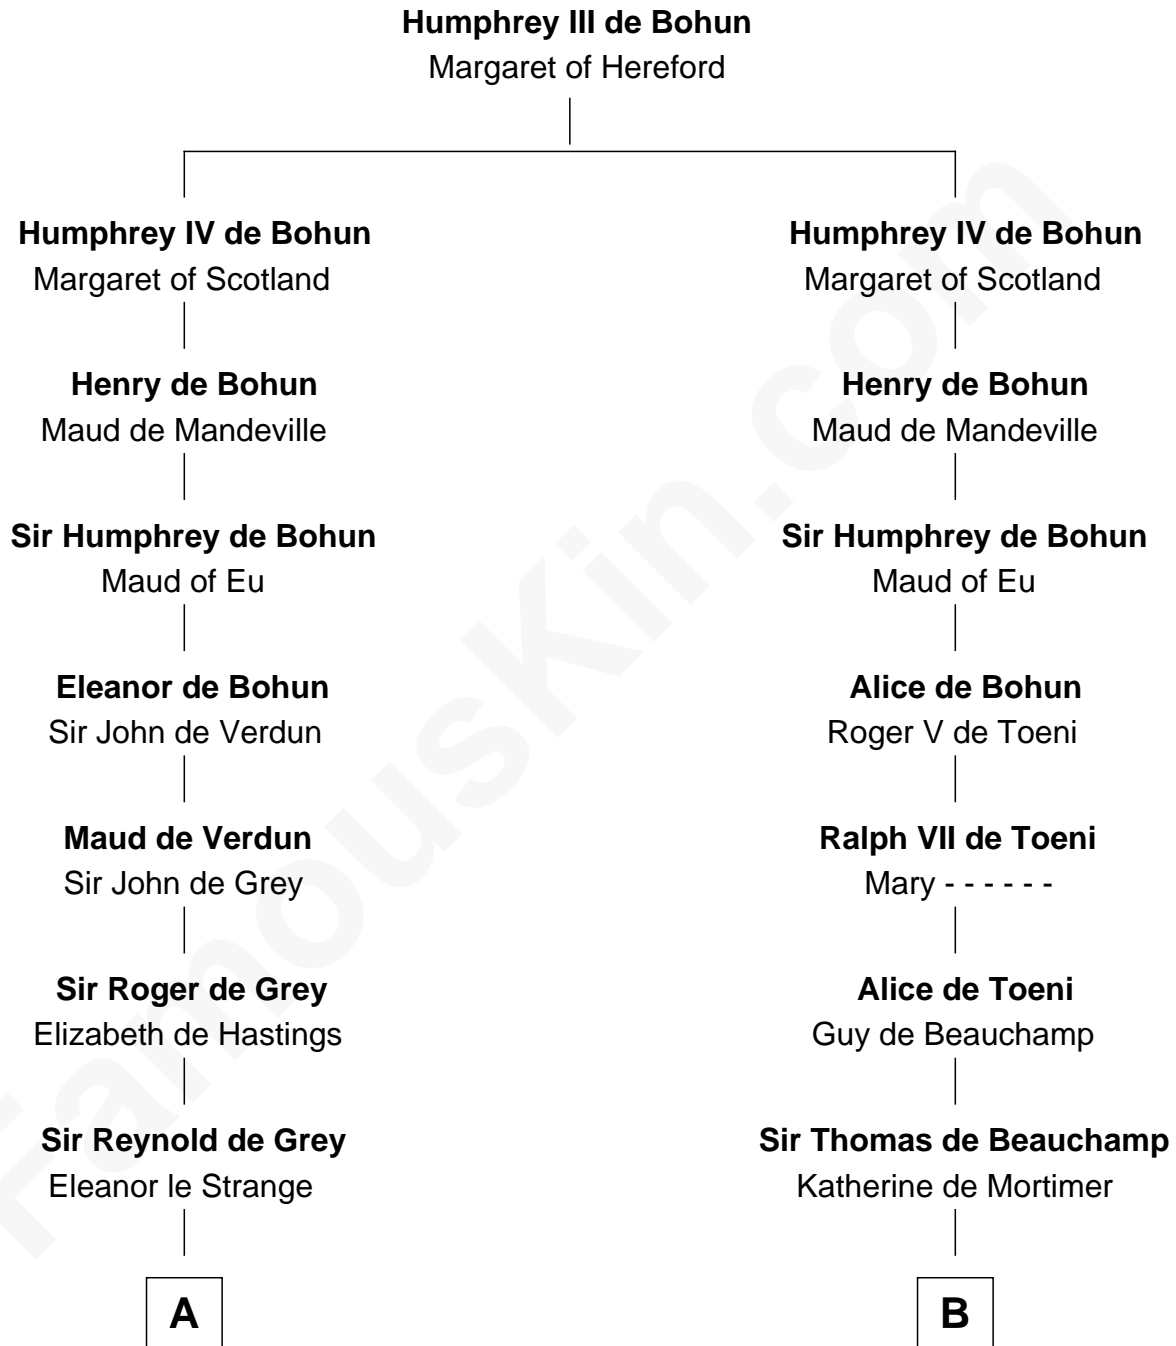 Humphrey III de Bohun
Margaret of Hereford
Humphrey IV de Bohun
Margaret of Scotland
Humphrey IV de Bohun
Margaret of Scotland
Henry de Bohun
Maud de Mandeville
Henry de Bohun
Maud de Mandeville
Sir Humphrey de Bohun
Maud of Eu
Sir Humphrey de Bohun
Maud of Eu
Eleanor de Bohun
Sir John de Verdun
Alice de Bohun
Roger V de Toeni
Maud de Verdun
Sir John de Grey
Ralph VII de Toeni
Mary - - - - - -
Sir Roger de Grey
Elizabeth de Hastings
Alice de Toeni
Guy de Beauchamp
Sir Reynold de Grey
Eleanor le Strange
Sir Thomas de Beauchamp
Katherine de Mortimer
A
B
FamousKin.com